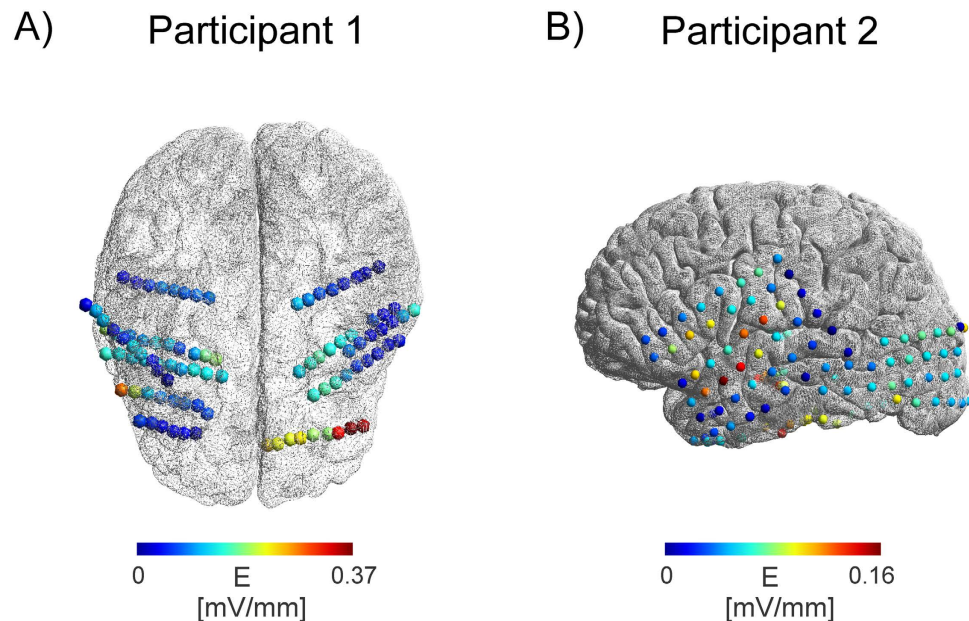 A) Participant 1
B) Participant 2
0 E 0.37
[mV/mm]
0 E 0.16
[mV/mm]